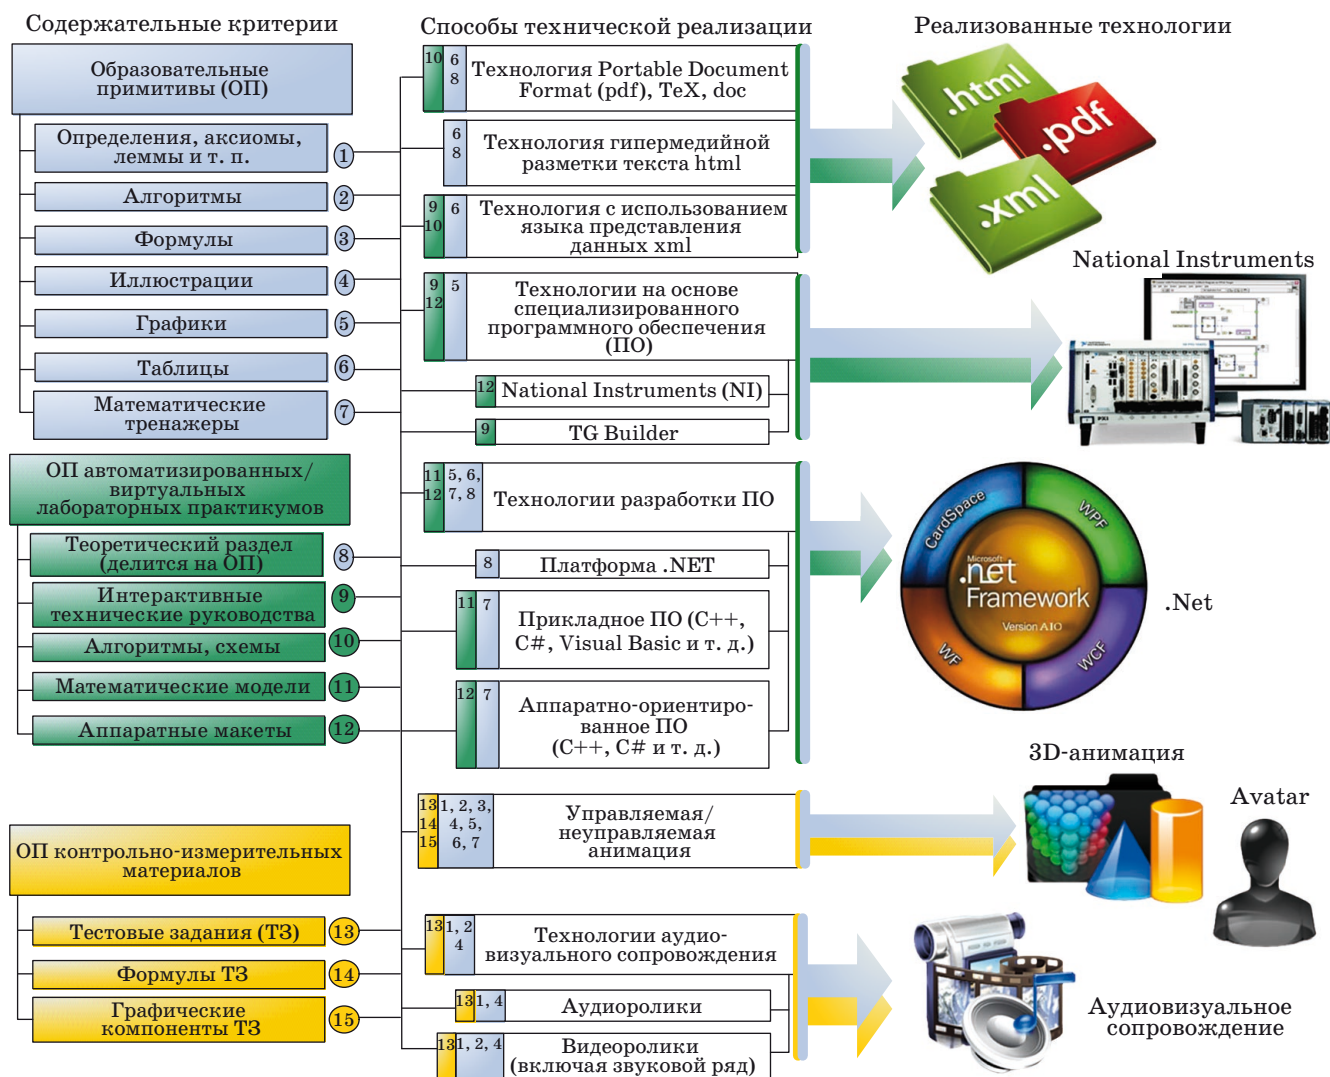 Содержательные критерии
Образовательные
примитивы (ОП)
Определения, аксиомы,
леммы и т. п.
1
Алгоритмы
2
Формулы
3
Иллюстрации
4
Графики
5
Таблицы
6
Математические
тренажеры
7
ОП автоматизированных/
виртуальных
лабораторных практикумов
Теоретический раздел
(делится на ОП)
8
Интерактивные
технические руководства
9
Алгоритмы, схемы
10
Математические модели
11
Аппаратные макеты
12
ОП контрольно-измерительных
материалов
Тестовые задания (ТЗ)
13
Формулы ТЗ
14
Графические
компоненты ТЗ
15
Способы технической реализации
10 6
8
Технология Portable Document
Format (pdf), TeX, doc
6
8
Технология гипермедийной
разметки текста html
9 6
10
Технология с использованием
языка представления
данных xml
9 5
12
Технологии на основе
специализированного
программного обеспечения
(ПО)
12
National Instruments (NI)
9
TG Builder
11 5, 6,
12 7, 8
Технологии разработки ПО
8
Платформа .NET
11 7
Прикладное ПО (C++,
C#, Visual Basic и т. д.)
12 7
Аппаратно-ориентиро-
ванное ПО
(C++, C# и т. д.)
13 1, 2, 3,
14 4, 5,
15 6, 7
Управляемая/
неуправляемая
анимация
13 1, 2
4
Технологии аудио-
визуального сопровождения
13 1, 4
Аудиоролики
13 1, 2, 4
Видеоролики
(включая звуковой ряд)
Реализованные технологии
.html
.pdf
.xml
National Instruments
CardSpace
WPF
Microsoft
.net
Framework
Version AIO
WF
WCF
.Net
3D-анимация
Avatar
Аудиовизуальное
сопровождение